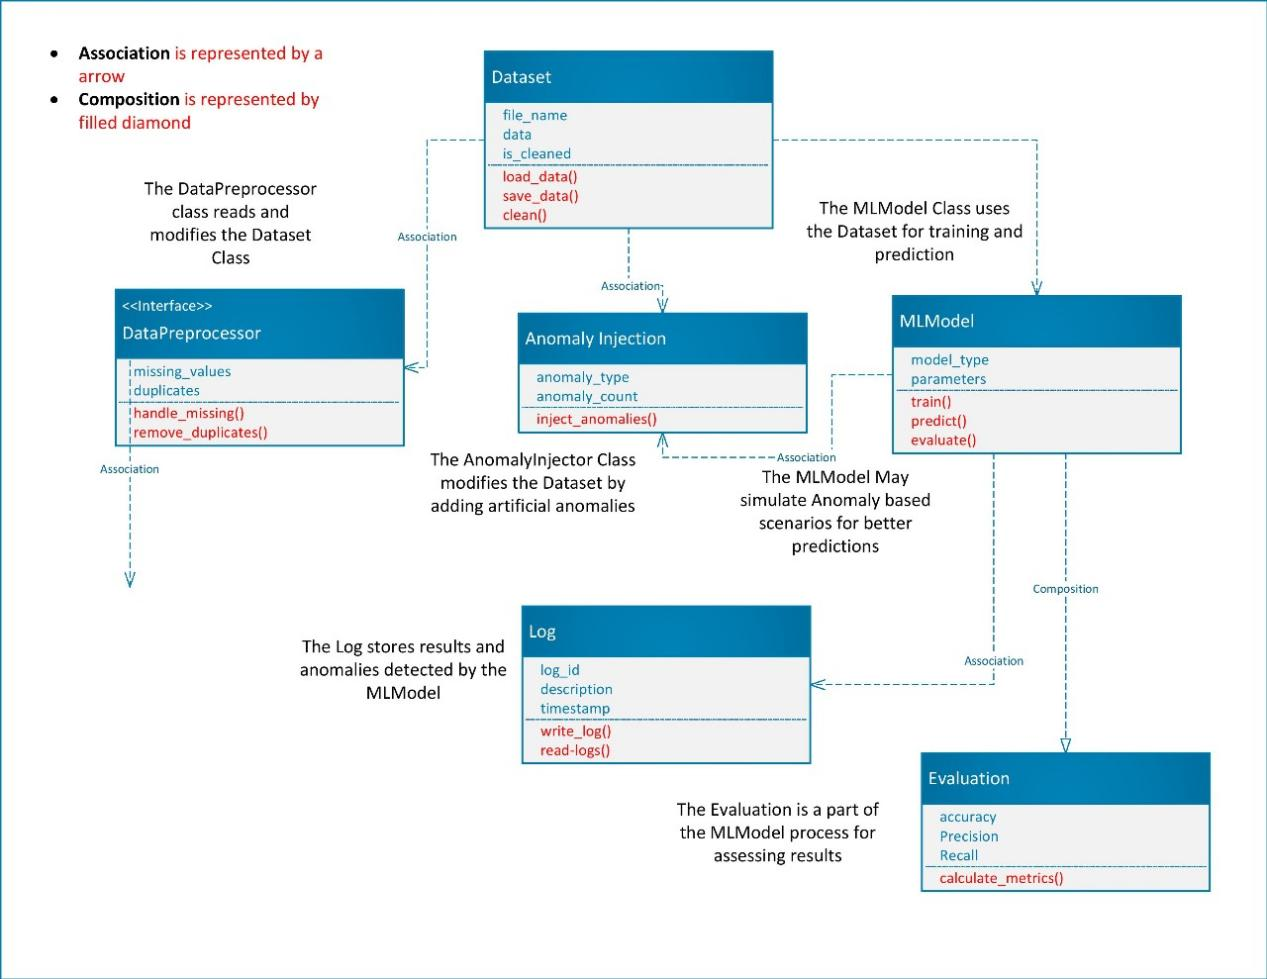 • Association is represented by a
arrow
• Composition is represented by
filled diamond
Dataset
file_name
data
is_cleaned
load_data()
save_data()
clean()
The DataPreprocessor
class reads and
modifies the Dataset
Class
Association
The MLModel Class uses
the Dataset for training and
prediction
Association
<<Interface>>
DataPreprocessor
missing_values
duplicates
handle_missing()
remove_duplicates()
Association
Anomaly Injection
anomaly_type
anomaly_count
inject_anomalies()
MLModel
model_type
parameters
train()
predict()
evaluate()
The AnomalyInjector Class
modifies the Dataset by
adding artificial anomalies
Association
The MLModel May
simulate Anomaly based
scenarios for better
predictions
Composition
The Log stores results and
anomalies detected by the
MLModel
Log
log_id
description
timestamp
write_log()
read-logs()
Association
The Evaluation is a part of
the MLModel process for
assessing results
Evaluation
accuracy
Precision
Recall
calculate_metrics()